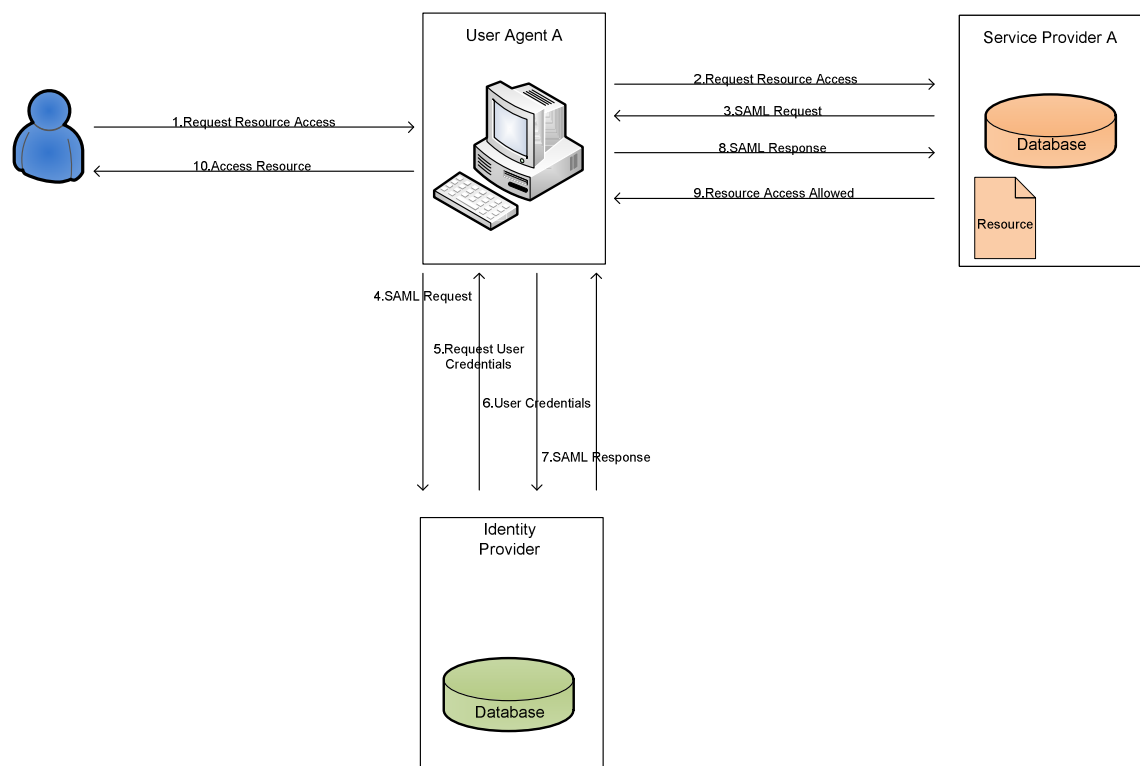 User Agent A
Service Provider A
2.Request Resource Access
3.SAML Request
1.Request Resource Access
8.SAML Response
Database
10.Access Resource
9.Resource Access Allowed
Resource
4.SAML Request
5.Request User
Credentials
6.User Credentials
7.SAML Response
Identity
Provider
Database